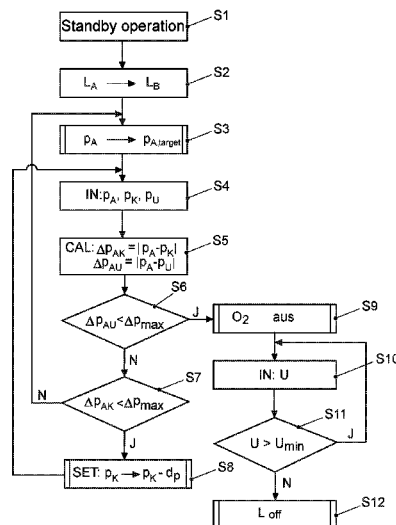 Standby operation
S1
L_A → L_B
S2
p_A → p_A,target
S3
IN:p_A, p_K, p_U
S4
CAL: Δp_AK =|p_A-p_K|
Δp_AU =|p_A-p_U|
S5
S6
Δp_AU<Δp_max
J
N
O₂ aus
S9
IN: U
S10
S7
Δp_AK<Δp_max
N
J
S11
U > U_min
J
N
SET: p_K → p_K - d_p
S8
L off
S12